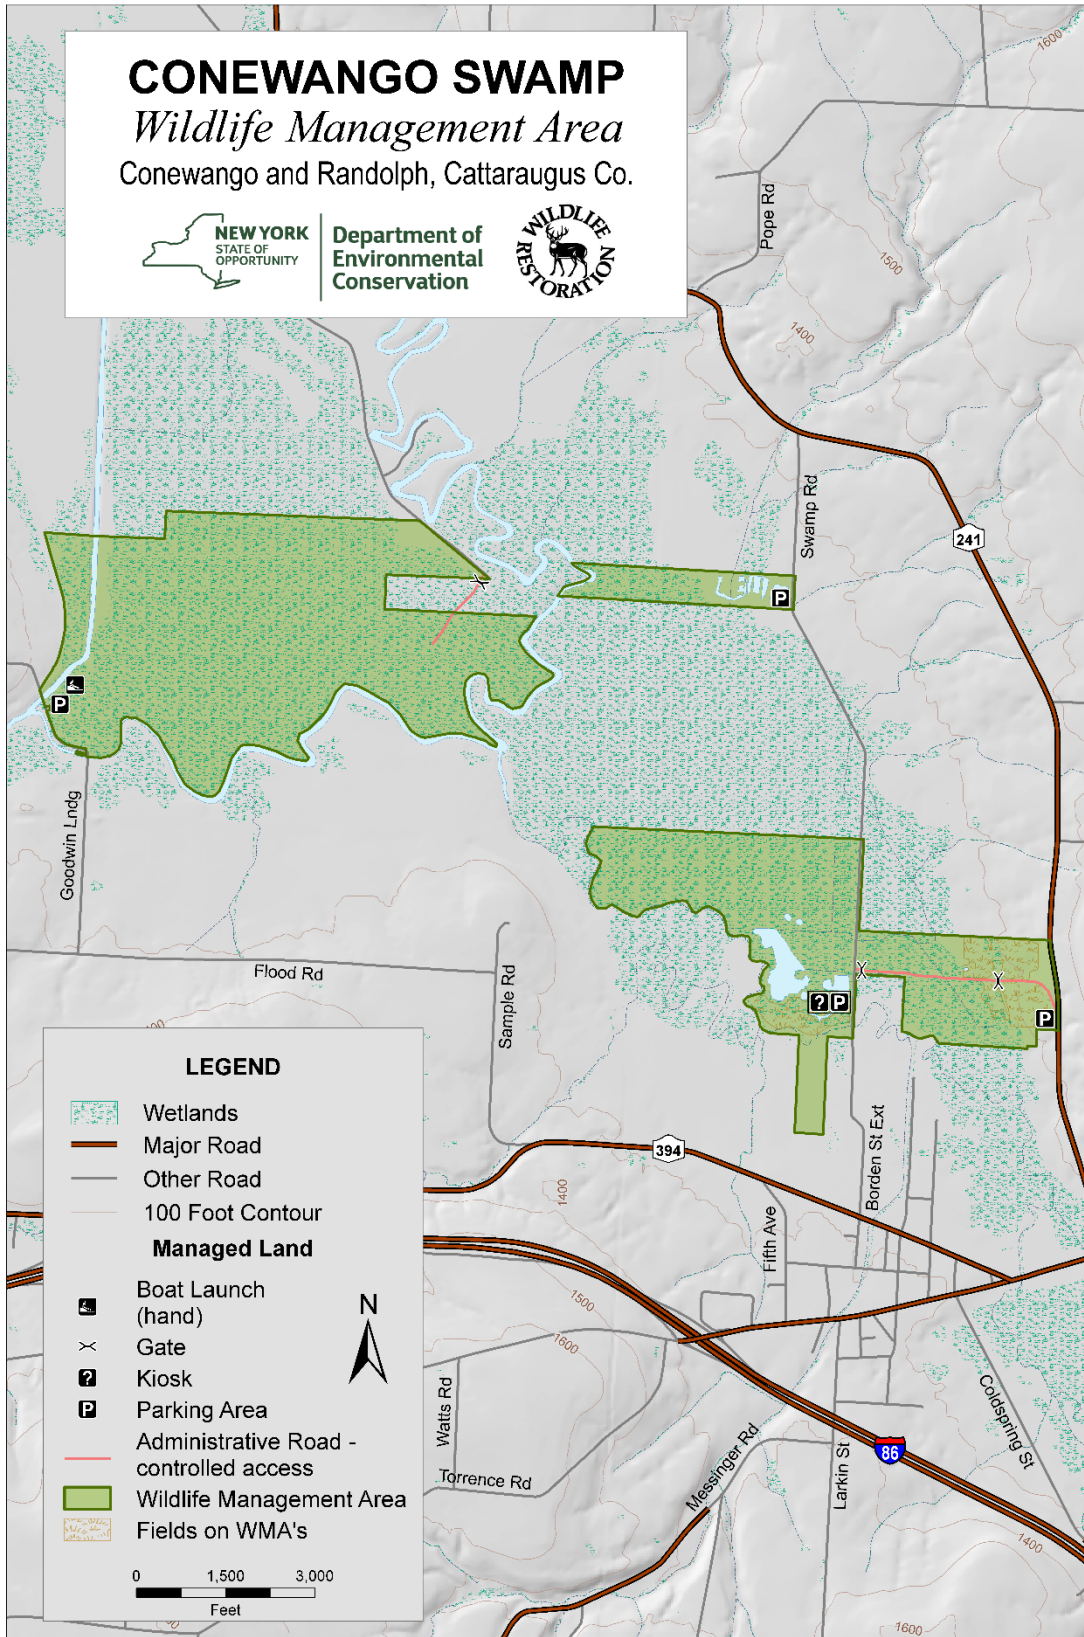 CONEWANGO SWAMP
Wildlife Management Area
Conewango and Randolph, Cattaraugus Co.
NEW YORK
STATE OF
OPPORTUNITY
Department of
Environmental
Conservation
WILDLIFE
RESTORATION
1600
Pope Rd
1500
1400
Swamp Rd
241
P
P
Goodwin Lndg
Flood Rd
Sample Rd
? P
P
Borden St Ext
394
1400
Fifth Ave
1500
1600
Watts Rd
Torrence Rd
Messinger Rd
Larkin St
86
Coldspring St
1400
1600
LEGEND
Wetlands
Major Road
Other Road
100 Foot Contour
Managed Land
Boat Launch
(hand)
N
Gate
? Kiosk
P Parking Area
Administrative Road -
controlled access
Wildlife Management Area
Fields on WMA's
0 1,500 3,000
Feet